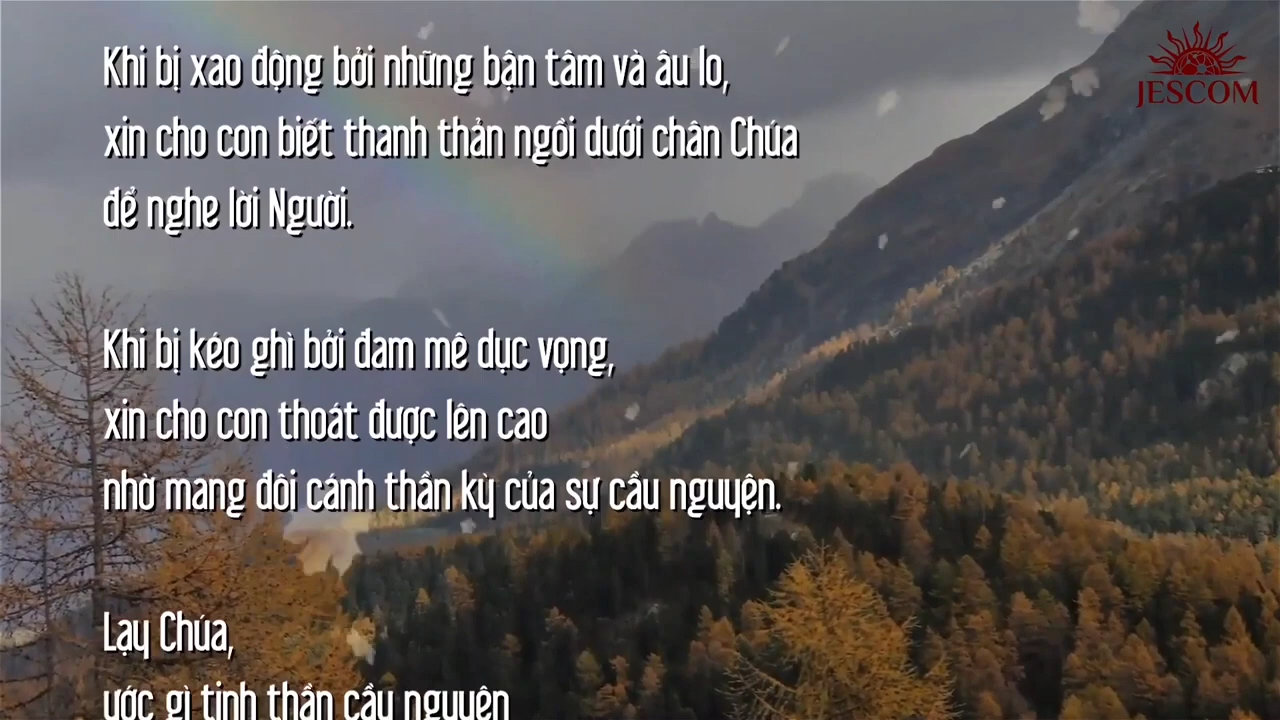 JESCOM
Khi bị xao động bởi những bận tâm và âu lo,
xin cho con biết thanh thản ngồi dưới chân Chúa
để nghe lời Người.
Khi bị kéo ghì bởi đam mê dục vọng,
xin cho con thoát được lên cao
nhờ mang đôi cánh thần kỳ của sự cầu nguyện.
Lạy Chúa,
ước gì tinh thần cầu nguyện